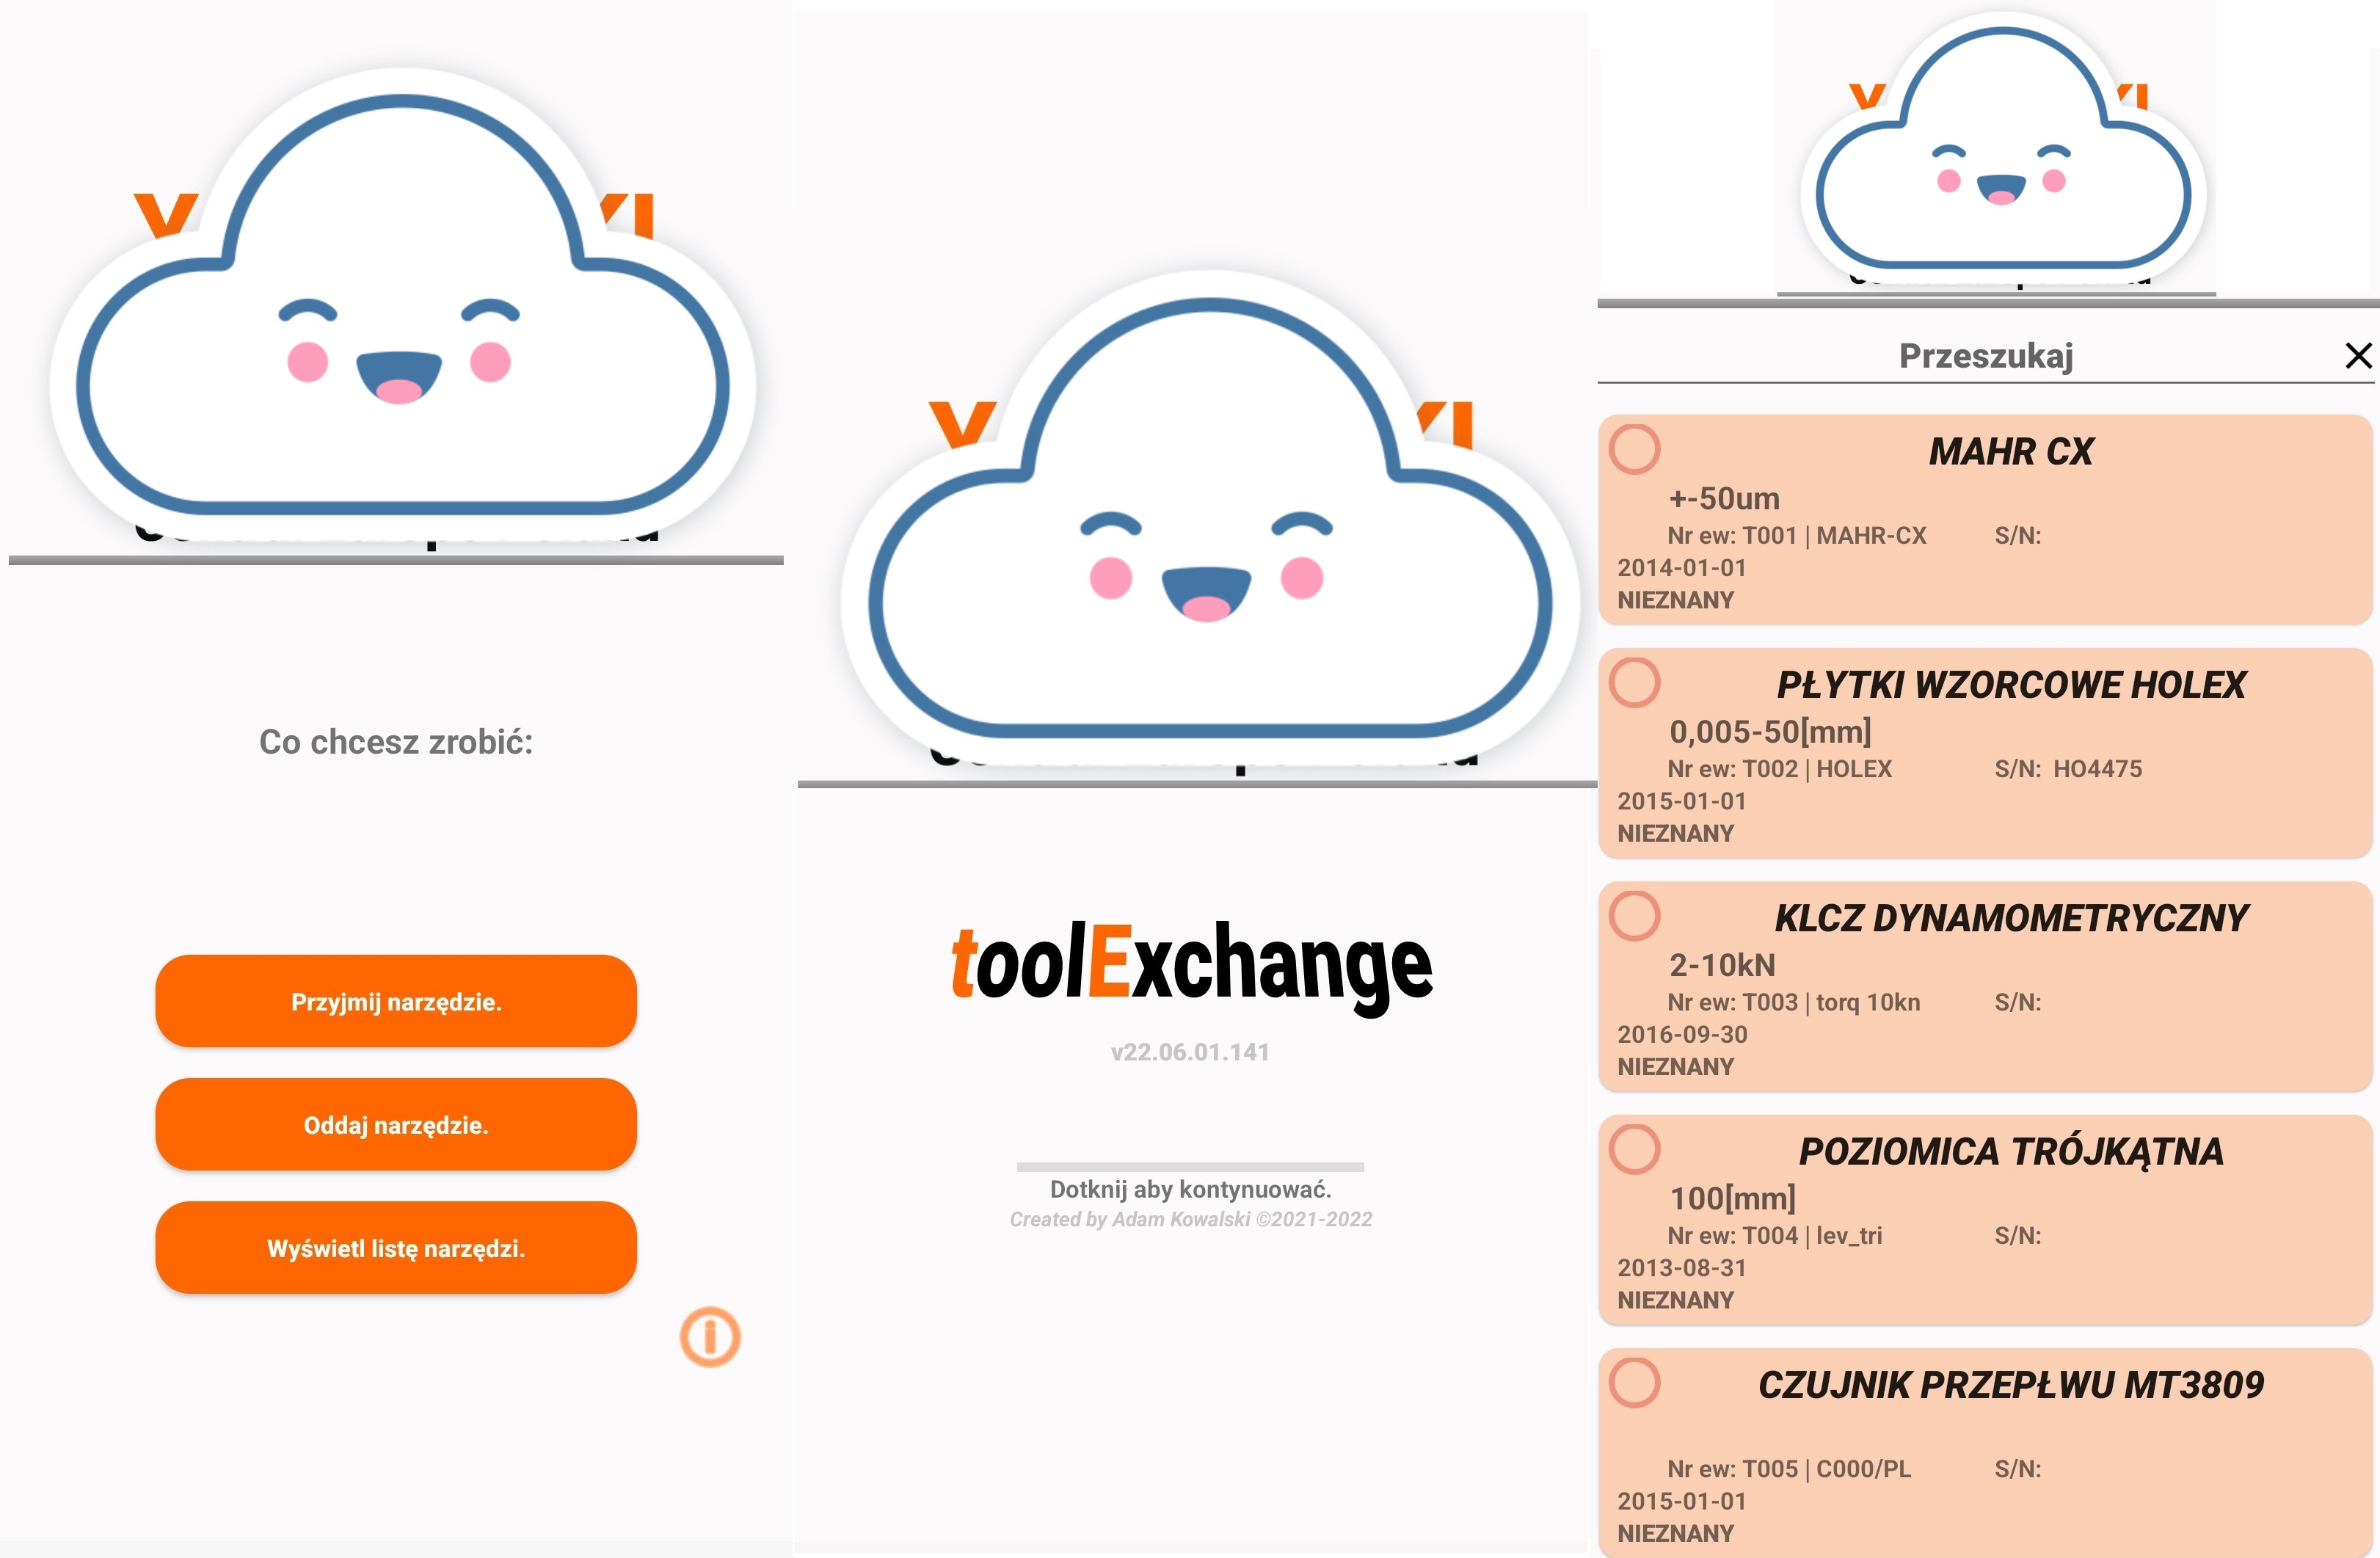 Co chcesz zrobić:
Przyjmij narzędzie.
Oddaj narzędzie.
Wyświetl listę narzędzi.
toolExchange
v22.06.01.141
Dotknij aby kontynuować.
Created by Adam Kowalski ©2021-2022
Przeszukaj
MAHR CX
+-50um
Nr ew: T001 | MAHR-CX S/N:
2014-01-01
NIEZNANY
PŁYTKI WZORCOWE HOLEX
0,005-50[mm]
Nr ew: T002 | HOLEX S/N: HO4475
2015-01-01
NIEZNANY
KLCZ DYNAMOMETRYCZNY
2-10kN
Nr ew: T003 | torq 10kn S/N:
2016-09-30
NIEZNANY
POZIOMICA TRÓJKĄTNA
100[mm]
Nr ew: T004 | lev_tri S/N:
2013-08-31
NIEZNANY
CZUJNIK PRZEPŁWU MT3809
Nr ew: T005 | C000/PL S/N:
2015-01-01
NIEZNANY